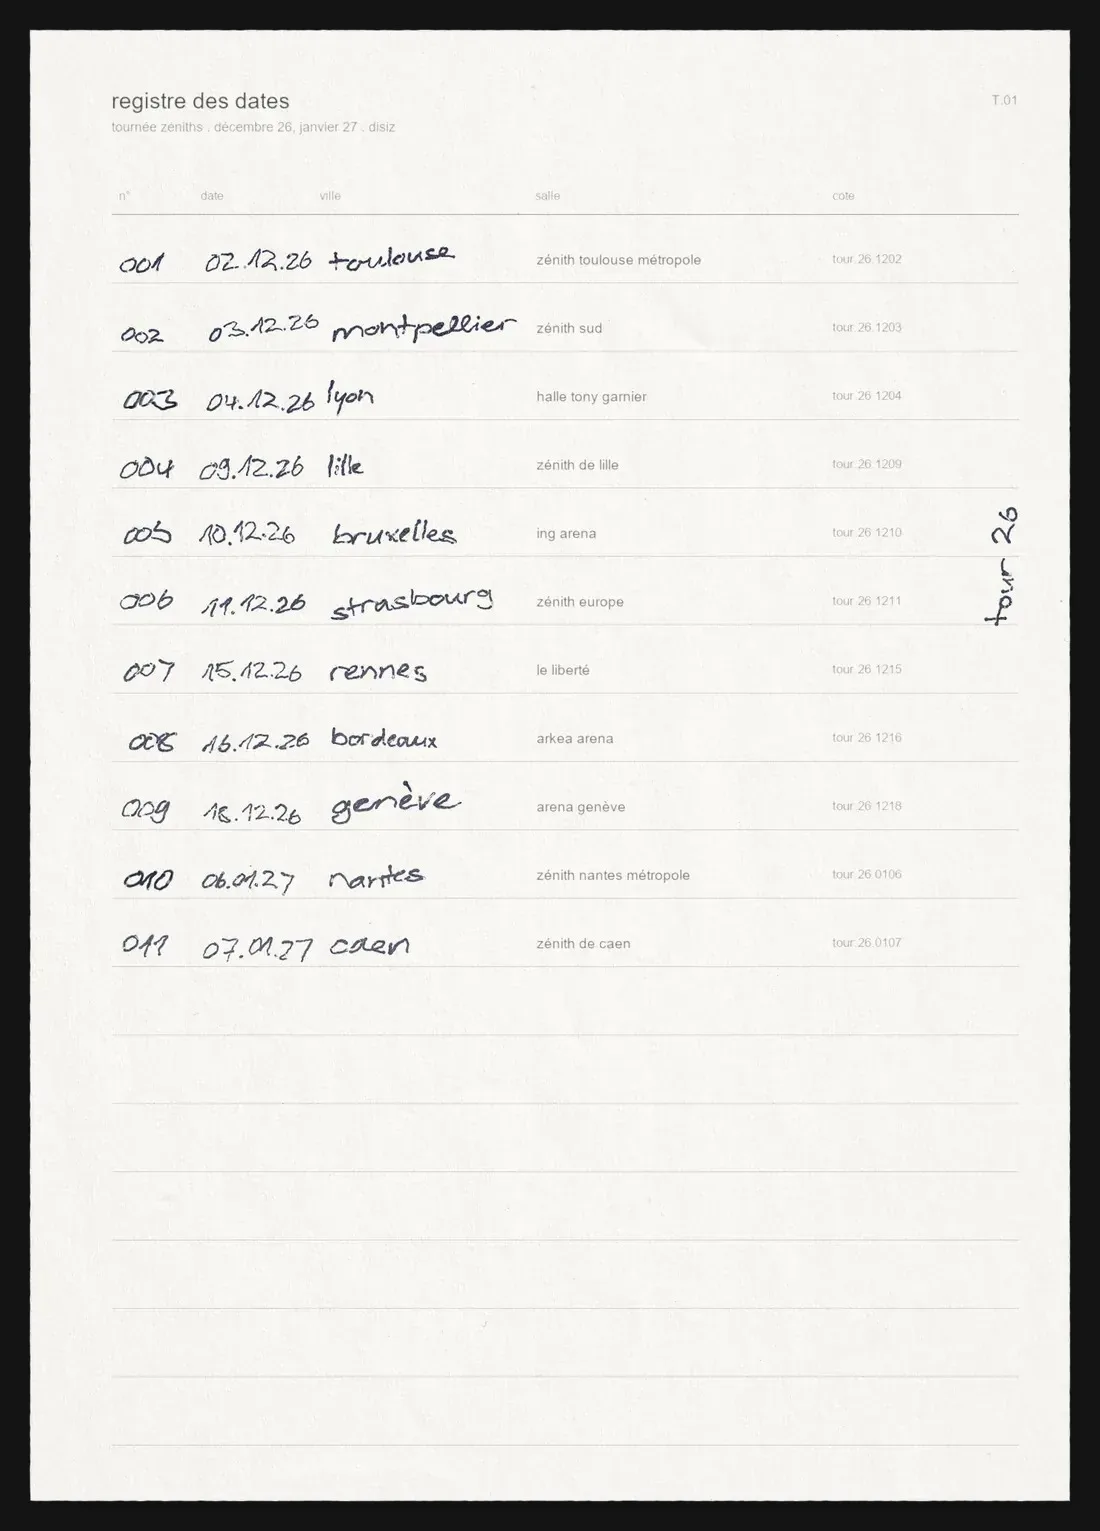 registre des dates T.01
tournée zéniths . décembre 26, janvier 27 . disiz
n° date ville salle cote
001 02.12.26 toulouse zénith toulouse métropole tour.26 1202
002 03.12.26 montpellier zénith sud tour.26 1203
003 04.12.26 lyon halle tony garnier tour.26 1204
004 09.12.26 lille zénith de lille tour 26 1209
005 10.12.26 bruxelles ing arena tour 26 1210
006 11.12.26 strasbourg zénith europe tour 26 1211
007 15.12.26 rennes le liberté tour 26 1215
008 16.12.26 bordeaux arkea arena tour 26 1216
009 18.12.26 genève arena genève tour 26 1218
010 06.01.27 nantes zénith nantes métropole tour 26 0106
011 07.01.27 caen zénith de caen tour.26.0107
tour 26